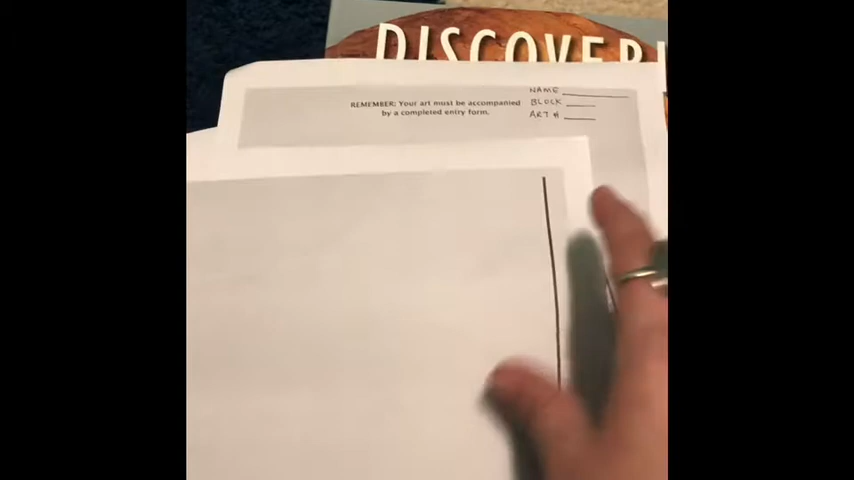 DISCOVER
REMEMBER: Your art must be accompanied
by a completed entry form.
NAME
BLOCK
ART #